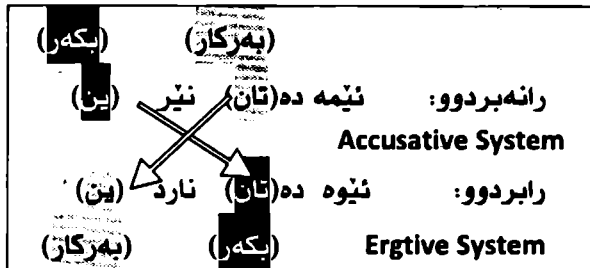 (بەرکار) (بکەر)
رانەبردوو: ئێمە دە(تان) نێر (ین)
Accusative System
رابردوو: ئێوە دە(تان) نارد (ین)
Ergtive System (بکەر) (بەرکار)